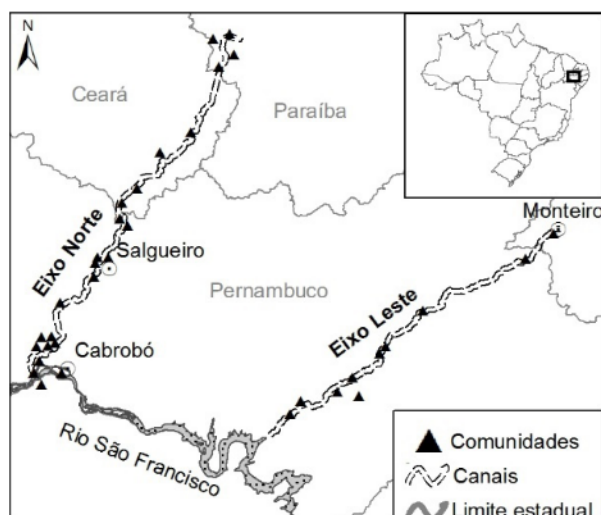 N
Ceará
Paraíba
Monteiro
Eixo Norte
Salgueiro
Pernambuco
Eixo Leste
Cabrobó
Rio São Francisco
Comunidades
Canais
Limite estadual